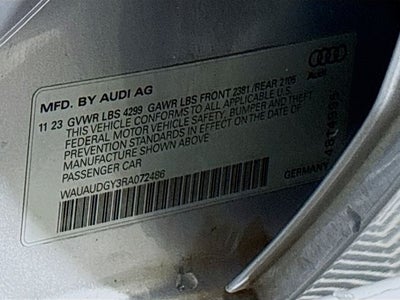 MFD. BY AUDI AG
11 23 GVWR LBS 4299 GAWR LBS FRONT 2381/REAR 2105
THIS VEHICLE CONFORMS TO ALL APPLICABLE U.S.
FEDERAL MOTOR VEHICLE SAFETY, BUMPER AND THEFT
PREVENTION STANDARDS IN EFFECT ON THE DATE OF
MANUFACTURE SHOWN ABOVE.
PASSENGER CAR
WAUAUDGY3RA072486
GERMANY
Audi